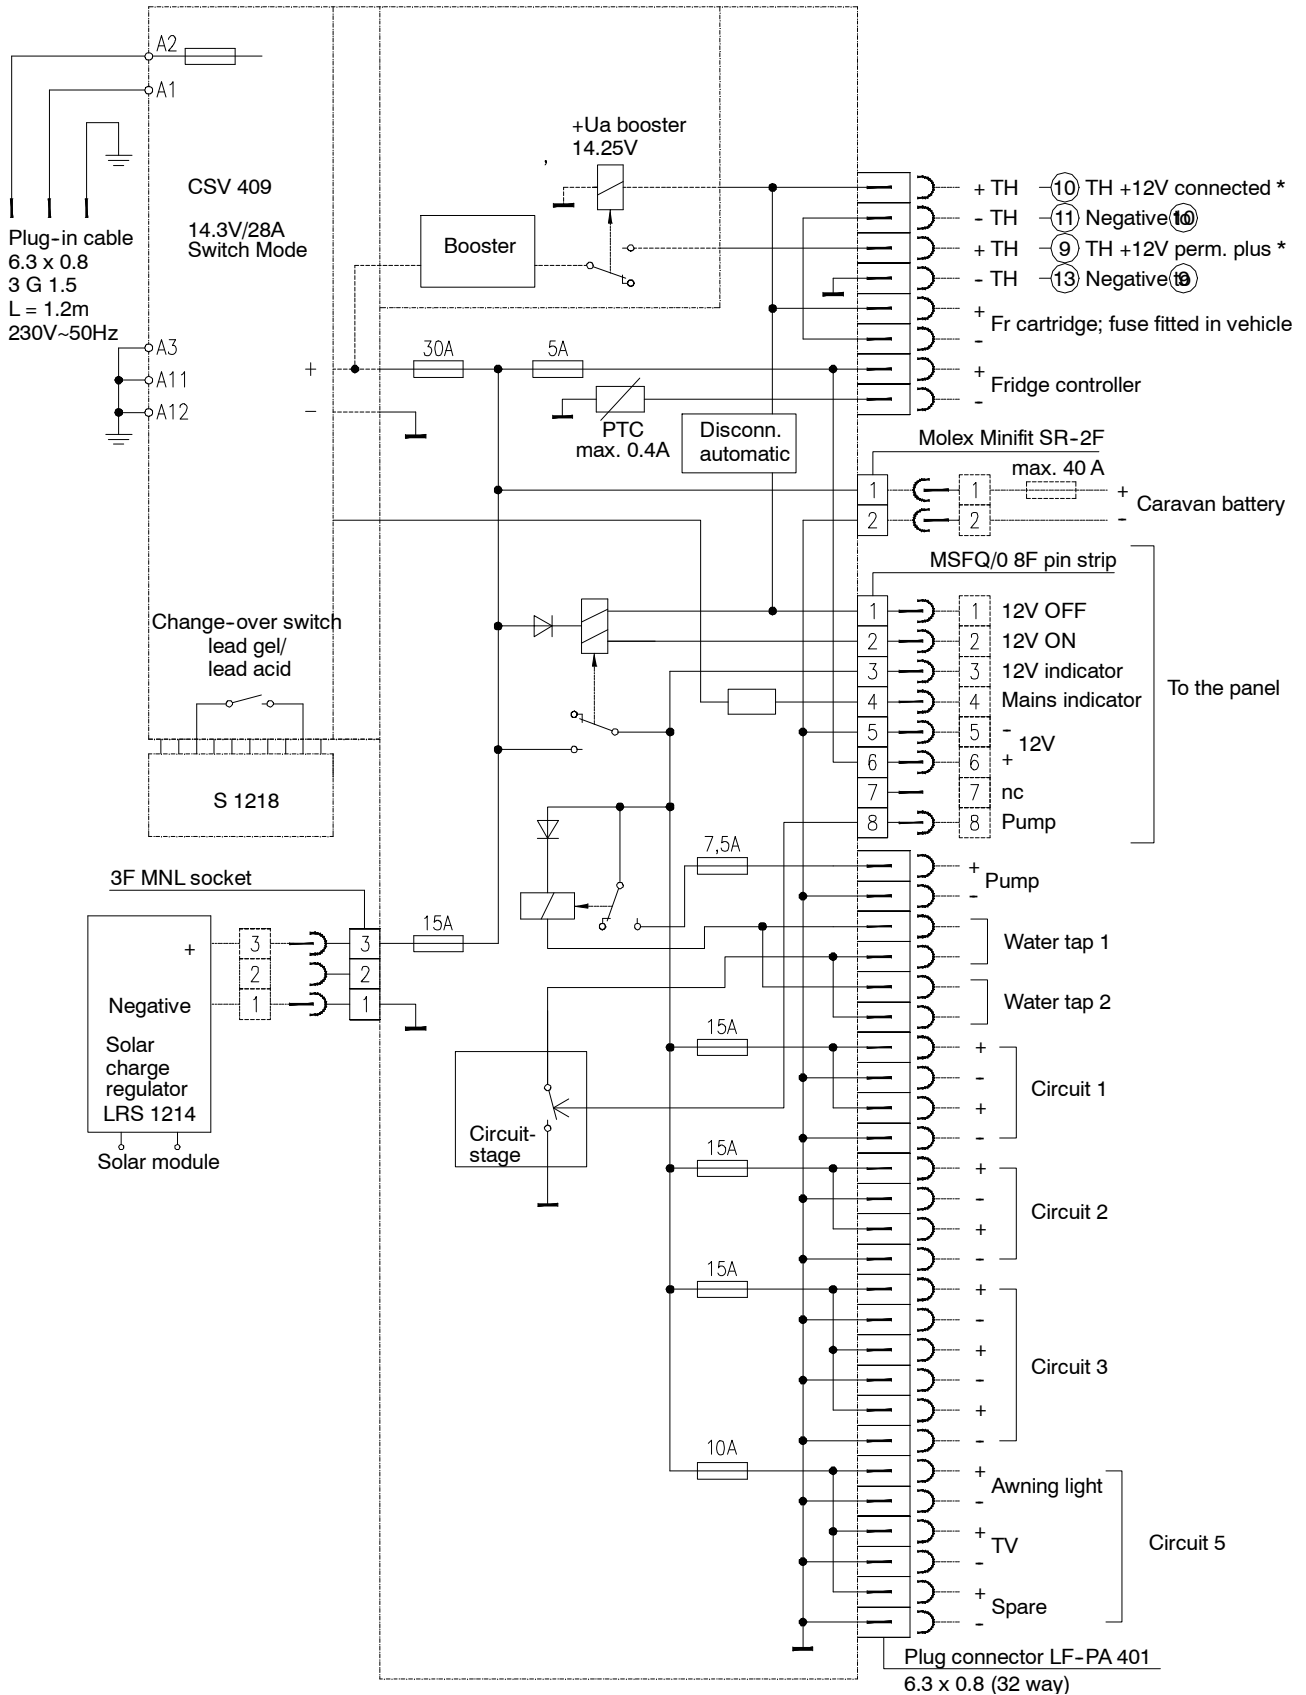 A2
A1
+Ua booster
14.25V
CSV 409
14.3V/28A
Switch Mode
Booster
Plug-in cable
6.3 x 0.8
3 G 1.5
L = 1.2m
230V~50Hz
+ TH 10 TH +12V connected *
- TH 11 Negative
+ TH 9 TH +12V perm. plus *
- TH 13 Negative
+
Fr cartridge; fuse fitted in vehicle
-
A3
A11
A12
+
-
30A
5A
+
Fridge controller
-
PTC
max. 0.4A
Disconn.
automatic
Molex Minifit SR-2F
max. 40 A
1 1 +
Caravan battery
2 2 -
MSFQ/0 8F pin strip
1 1 12V OFF
2 2 12V ON
3 3 12V indicator
4 4 Mains indicator
5 5 -
12V
6 6 +
7 7 nc
8 8 Pump
To the panel
Change-over switch
lead gel/
lead acid
S 1218
7,5A
+
Pump
-
3F MNL socket
15A
+ 3 3
2 2
Negative 1 1
Solar
charge
regulator
LRS 1214
Solar module
Water tap 1
Water tap 2
Circuit-
stage
15A
+
-
Circuit 1
+
-
15A
+
-
Circuit 2
+
-
15A
+
-
+
Circuit 3
-
+
-
10A
+
Awning light
-
+
TV
-
Circuit 5
+
Spare
-
Plug connector LF-PA 401
6.3 x 0.8 (32 way)